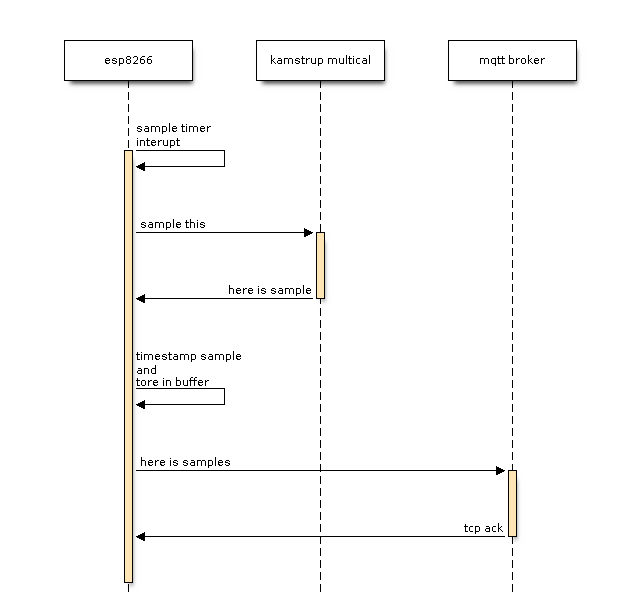 esp8266
kamstrup multical
mqtt broker
sample timer
interupt
sample this
here is sample
timestamp sample
and
tore in buffer
here is samples
tcp ack